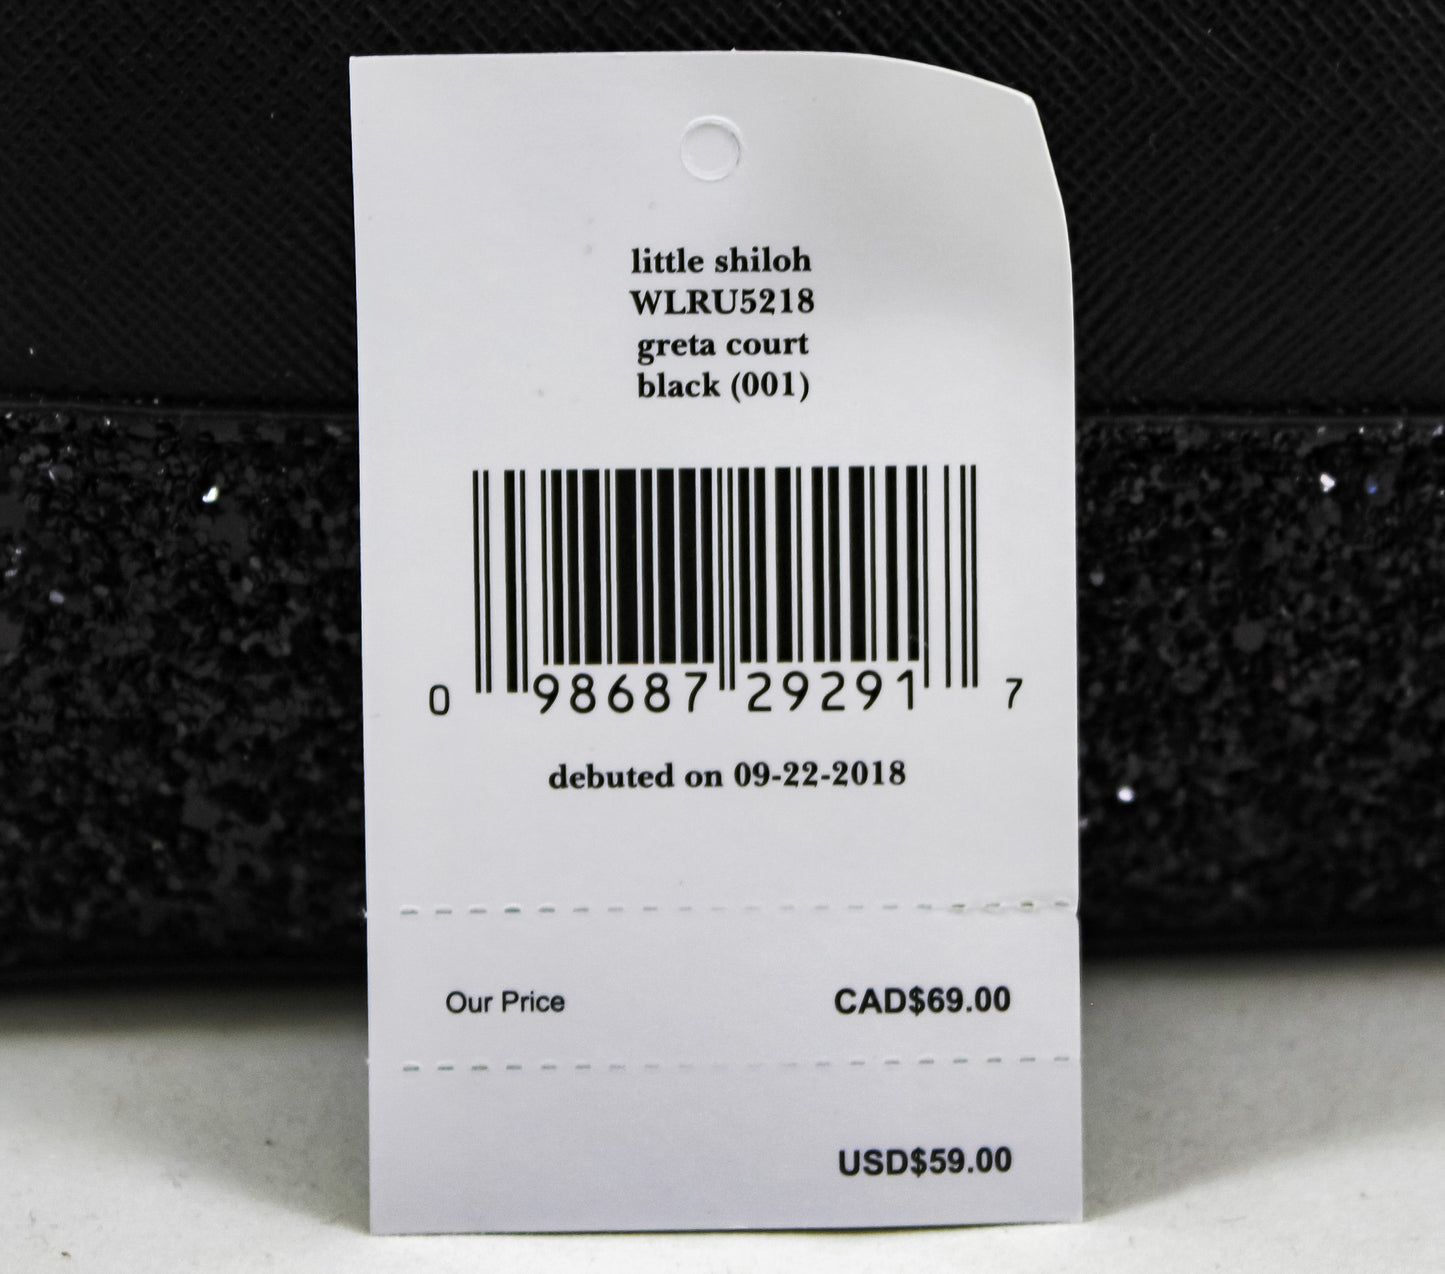 little shiloh
WLRU5218
greta court
black (001)
0 98687 29291 7
debuted on 09-22-2018
Our Price CAD$69.00
USD$59.00